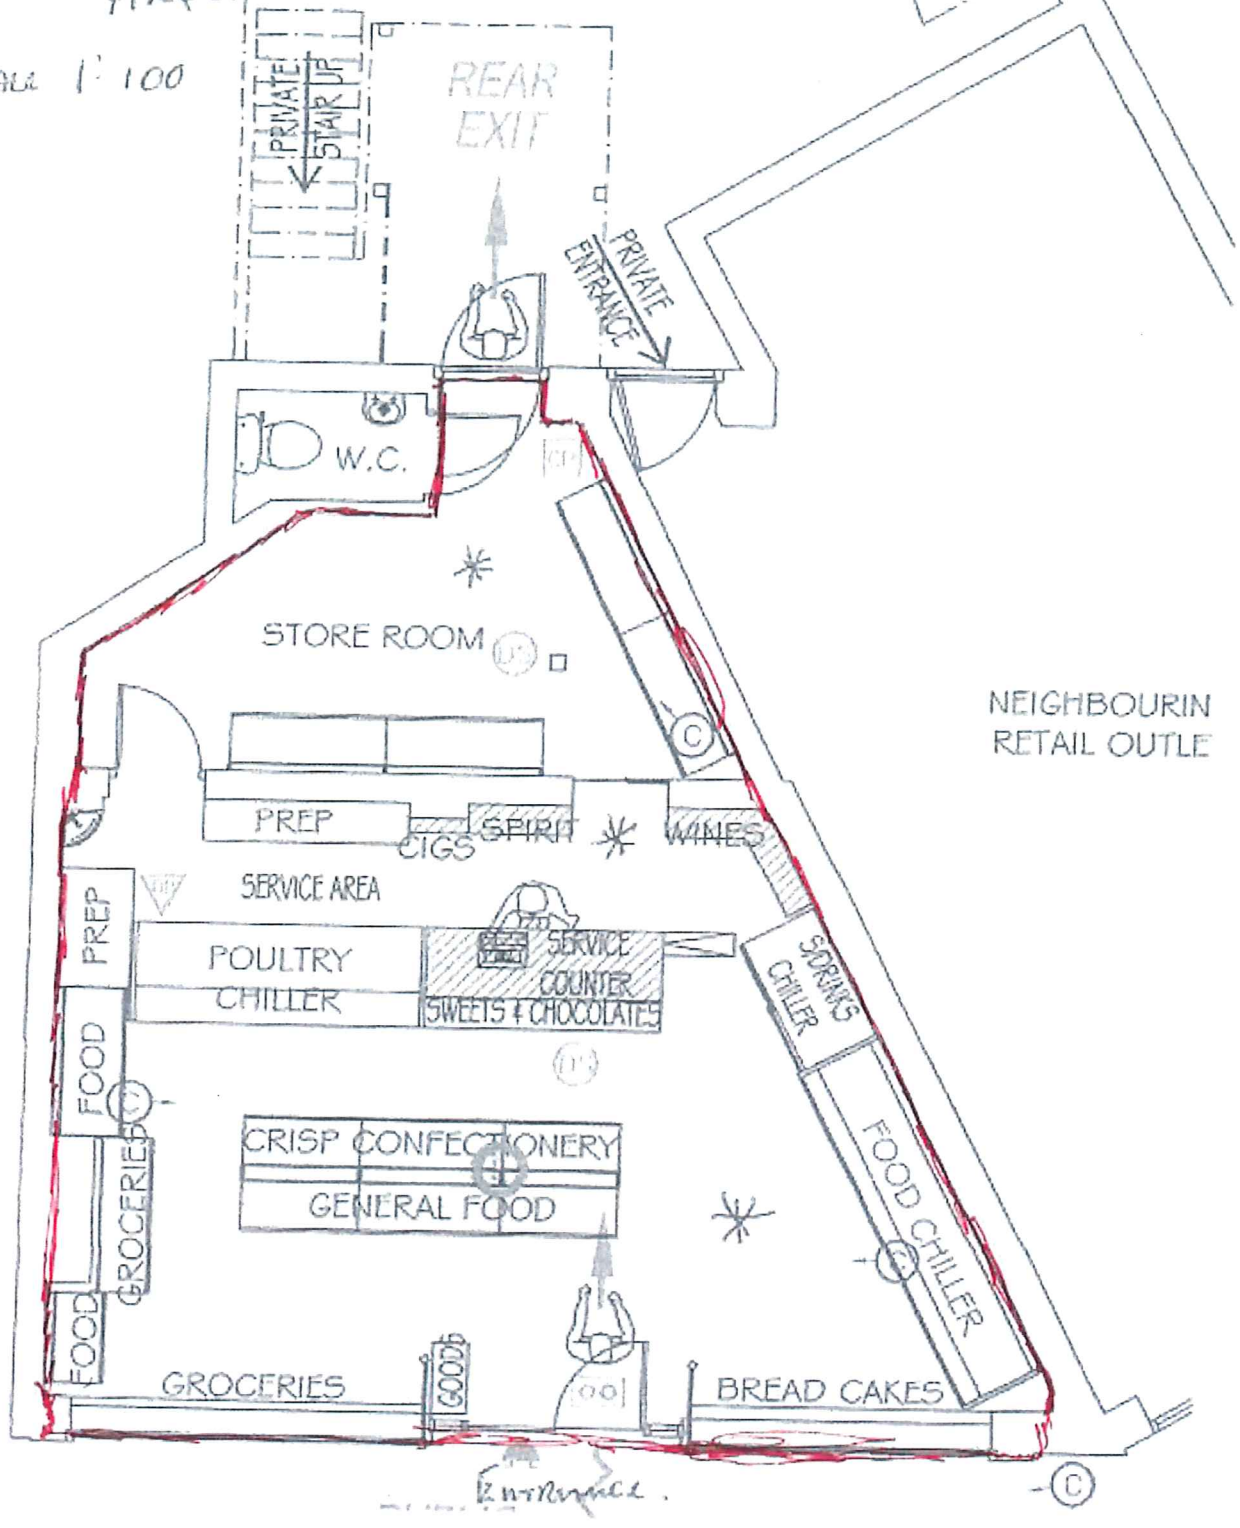 1:100
PRIVATE
STAIR UP
REAR
EXIT
PRIVATE
ENTRANCE
W.C.
STORE ROOM
C
NEIGHBOURIN
RETAIL OUTLE
PREP
CIGS
SPIRIT
WINES
SERVICE AREA
PREP
POULTRY
CHILLER
SERVICE
COUNTER
SWEETS & CHOCOLATES
S/DRINKS
CHILLER
FOOD
CRISP CONFECTIONERY
GENERAL FOOD
GROCERIES
FOOD CHILLER
C
FOOD
GROCERIES
GOODS
BREAD CAKES
Entrance.
C